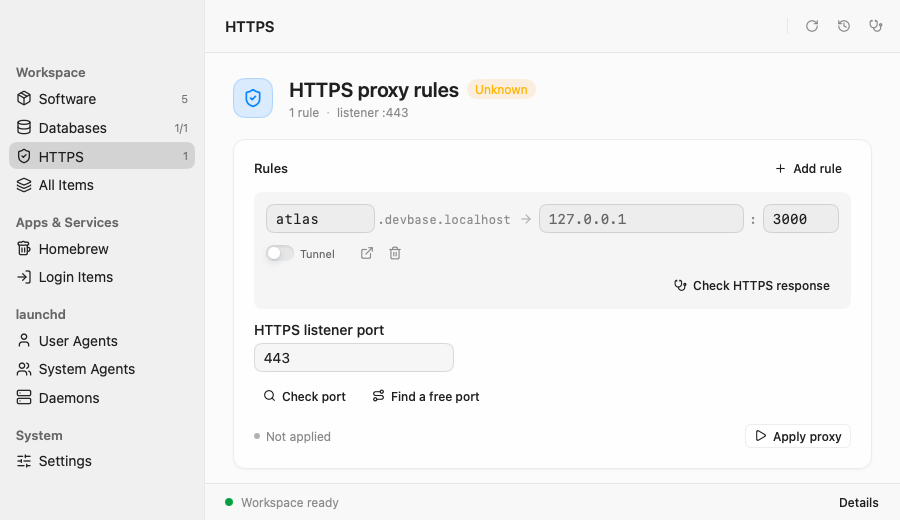 HTTPS
Workspace
Software 5
Databases 1/1
HTTPS 1
All Items
Apps & Services
Homebrew
Login Items
launchd
User Agents
System Agents
Daemons
System
Settings
HTTPS proxy rules Unknown
1 rule · listener :443
Rules + Add rule
atlas .devbase.localhost → 127.0.0.1 : 3000
Tunnel
Check HTTPS response
HTTPS listener port
443
Check port Find a free port
Not applied Apply proxy
Workspace ready Details